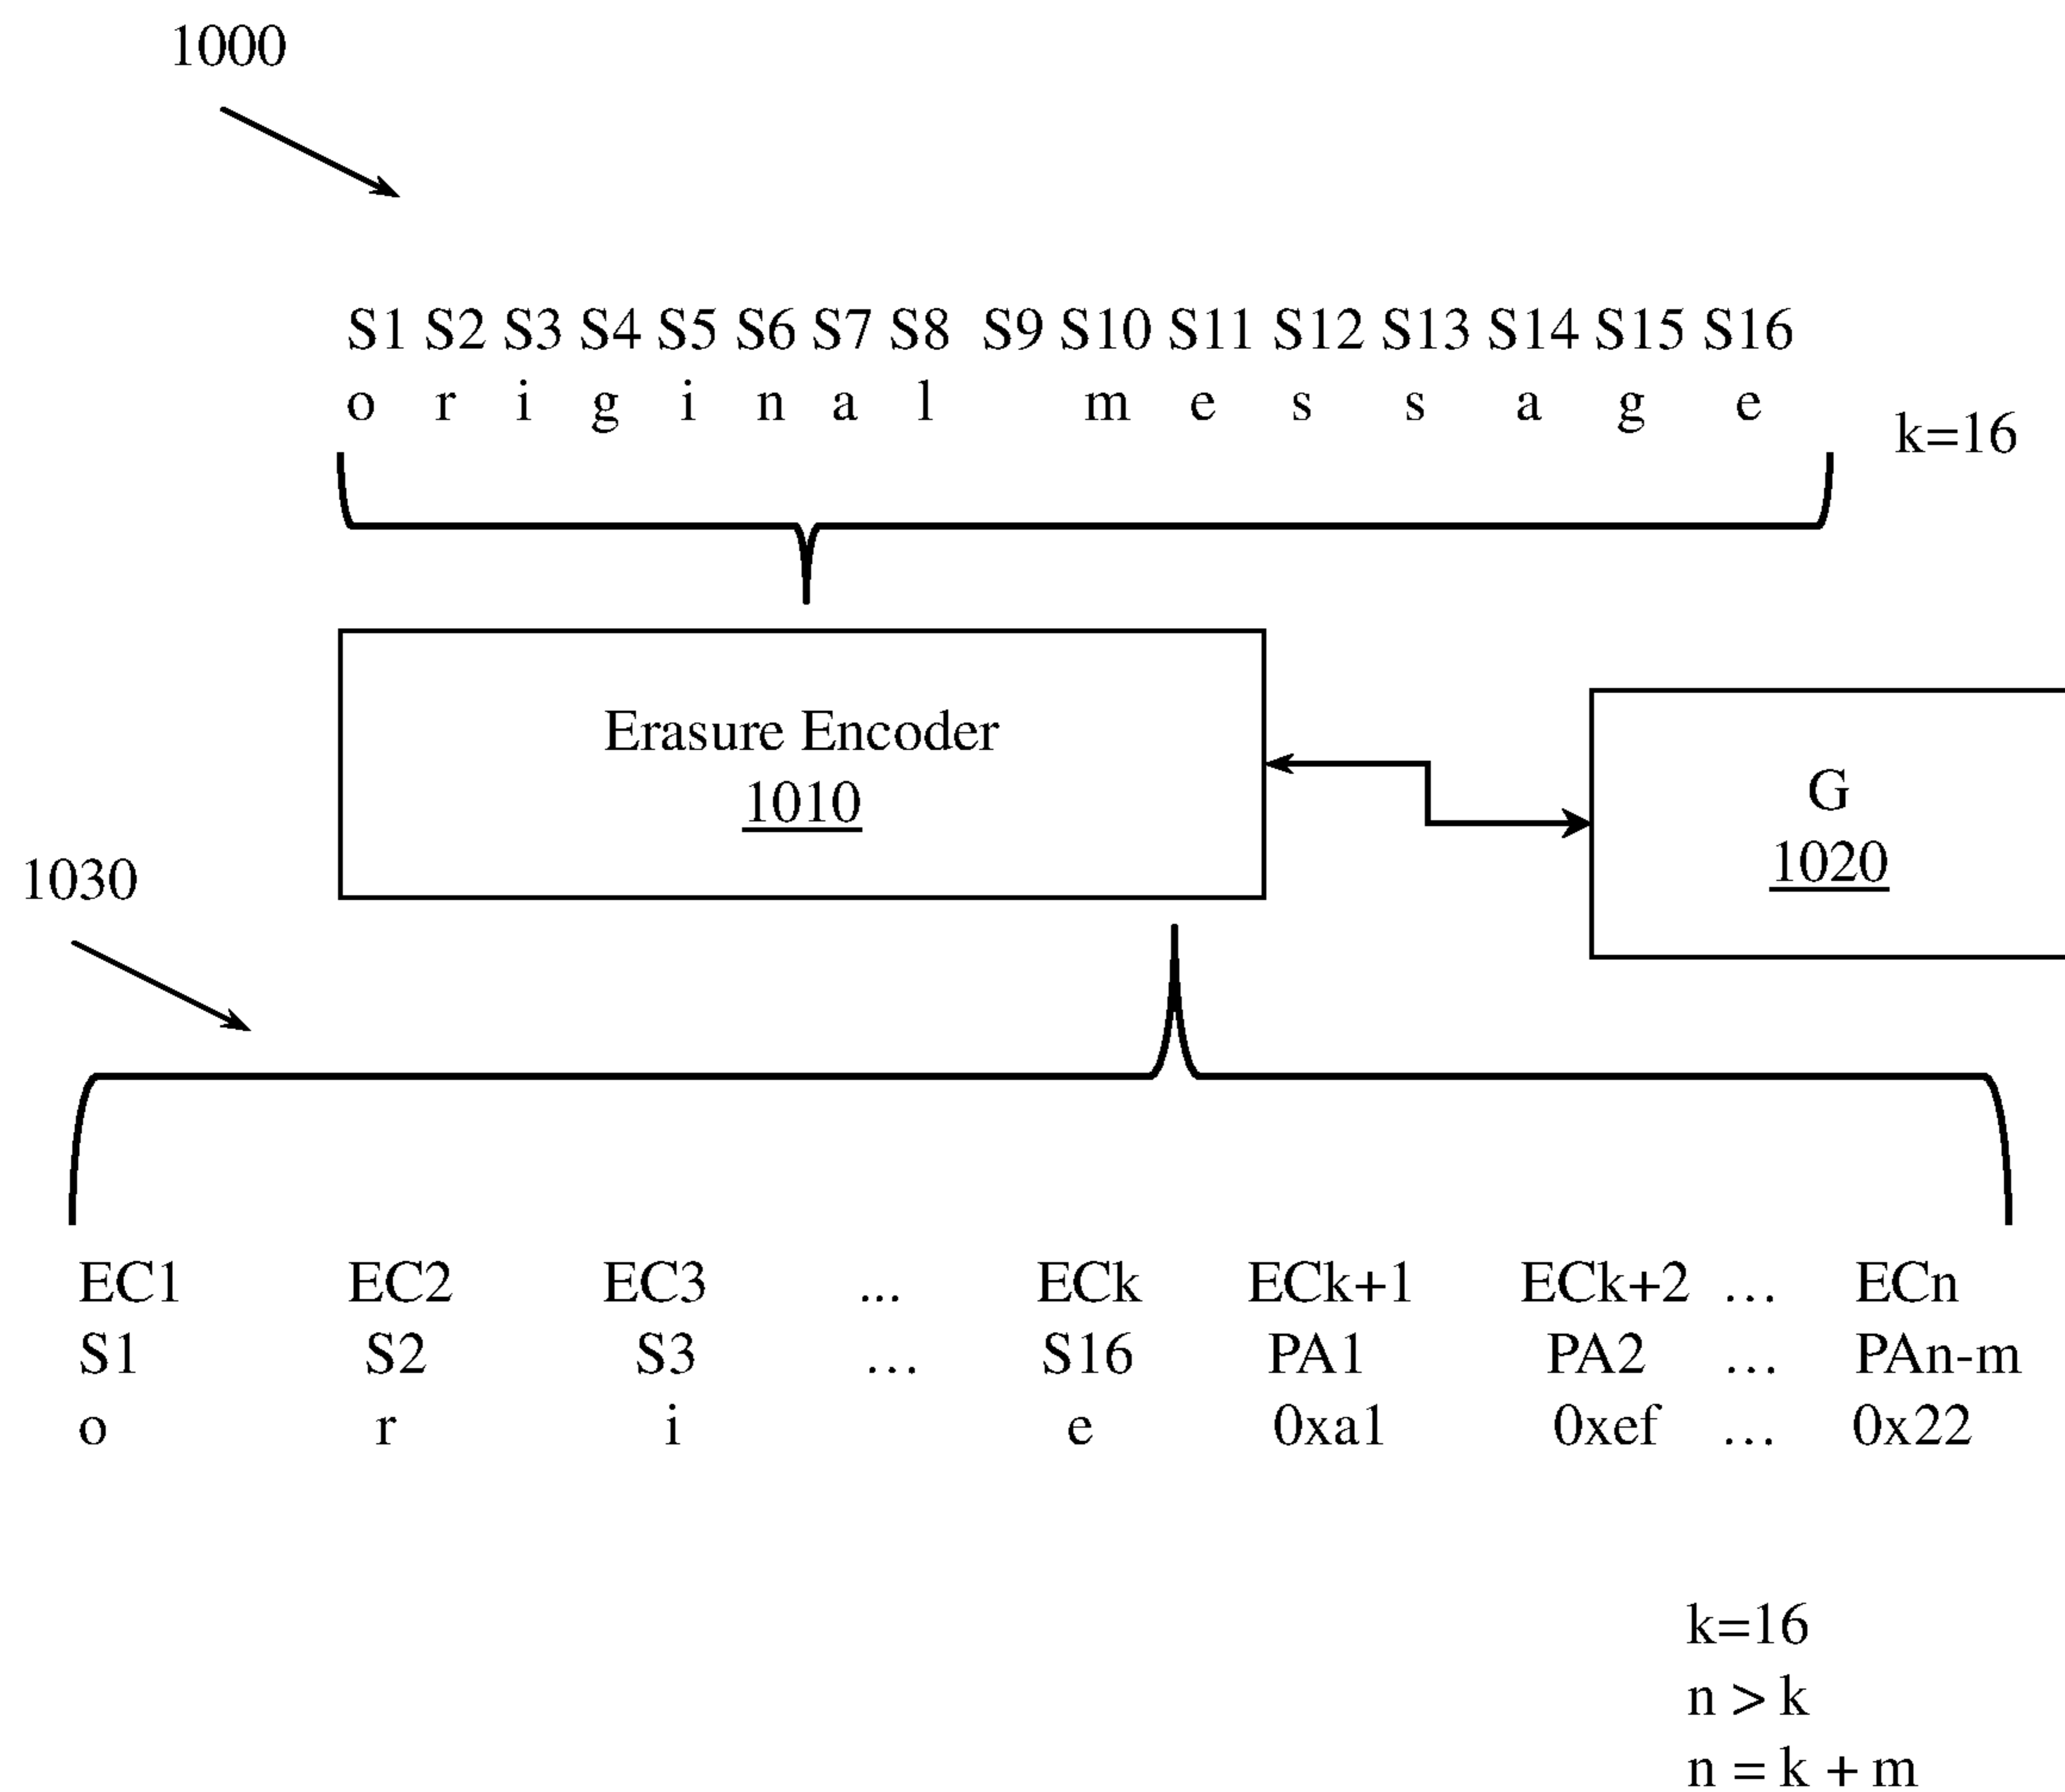 1000
S1 S2 S3 S4 S5 S6 S7 S8 S9 S10 S11 S12 S13 S14 S15 S16
o r i g i n a l m e s s a g e
k=16
Erasure Encoder
1010
G
1020
1030
EC1 EC2 EC3 ... ECk ECk+1 ECk+2 ... ECn
S1 S2 S3 ... S16 PA1 PA2 ... PAn-m
o r i e 0xa1 0xef ... 0x22
k=16
n > k
n = k + m